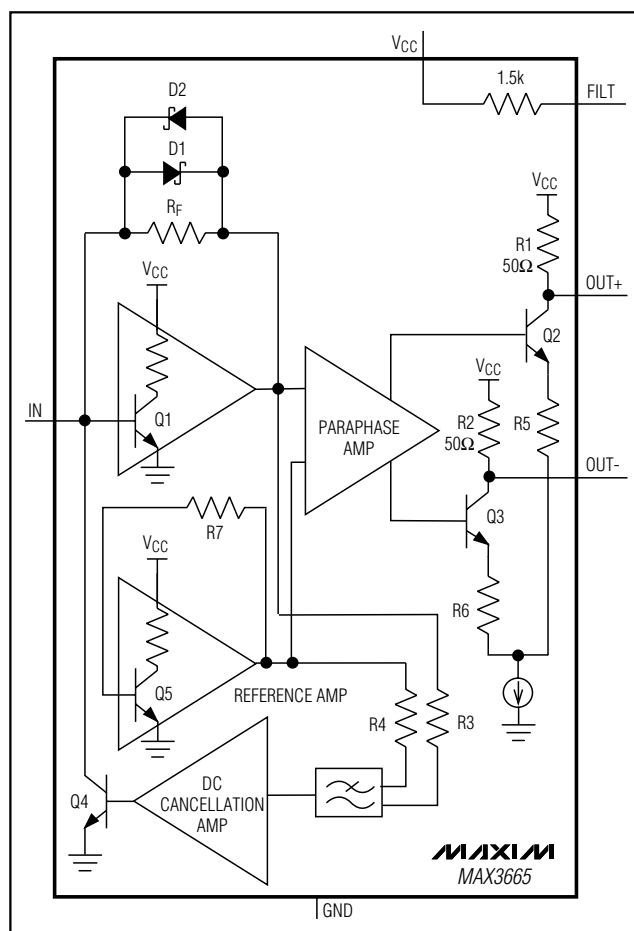 VCC
1.5k
FILT
D2
D1
RF
VCC
R1
50Ω
OUT+
VCC
Q2
IN
Q1
PARAPHASE
AMP
VCC
R2
50Ω
R5
OUT-
Q3
R7
VCC
R6
Q5
REFERENCE AMP
R4
R3
DC
CANCELLATION
AMP
Q4
MAXIM
MAX3665
GND